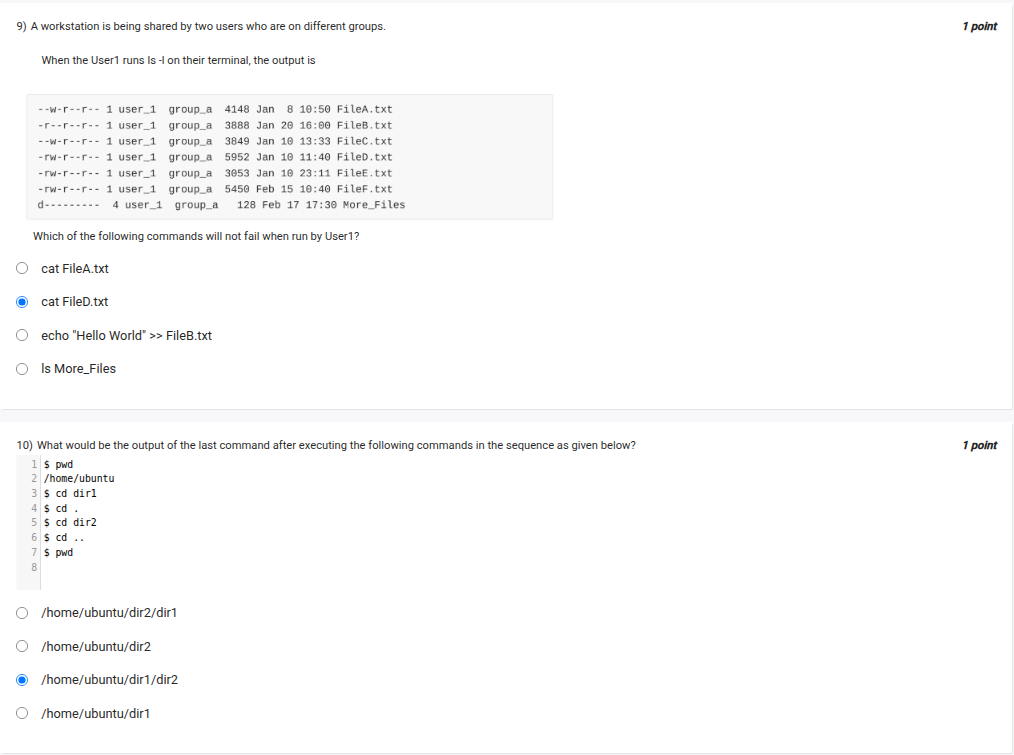 9) A workstation is being shared by two users who are on different groups.
1 point
When the User1 runs ls -l on their terminal, the output is
--w-r--r-- 1 user_1  group_a  4148 Jan  8 10:50 FileA.txt
-r--r--r-- 1 user_1  group_a  3888 Jan 20 16:00 FileB.txt
--w-r--r-- 1 user_1  group_a  3849 Jan 10 13:33 FileC.txt
-rw-r--r-- 1 user_1  group_a  5952 Jan 10 11:40 FileD.txt
-rw-r--r-- 1 user_1  group_a  3053 Jan 10 23:11 FileE.txt
-rw-r--r-- 1 user_1  group_a  5450 Feb 15 10:40 FileF.txt
d---------  4 user_1  group_a   128 Feb 17 17:30 More_Files
Which of the following commands will not fail when run by User1?
cat FileA.txt
cat FileD.txt
echo "Hello World" >> FileB.txt
ls More_Files
10) What would be the output of the last command after executing the following commands in the sequence as given below?
1 point
1 $ pwd
2 /home/ubuntu
3 $ cd dir1
4 $ cd .
5 $ cd dir2
6 $ cd ..
7 $ pwd
8
/home/ubuntu/dir2/dir1
/home/ubuntu/dir2
/home/ubuntu/dir1/dir2
/home/ubuntu/dir1